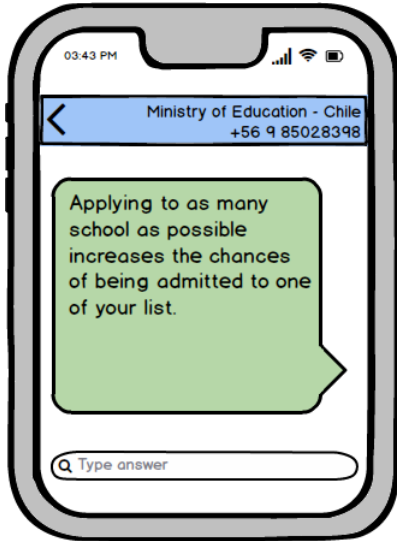 03:43 PM
Ministry of Education - Chile
+56 9 85028398
Applying to as many
school as possible
increases the chances
of being admitted to one
of your list.
Type answer